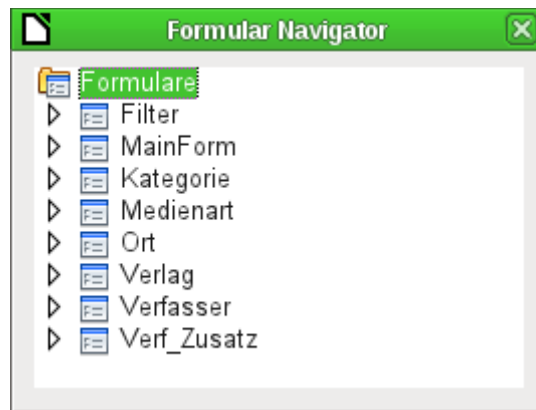 Formular Navigator
Formulare
Filter
MainForm
Kategorie
Medienart
Ort
Verlag
Verfasser
Verf_Zusatz